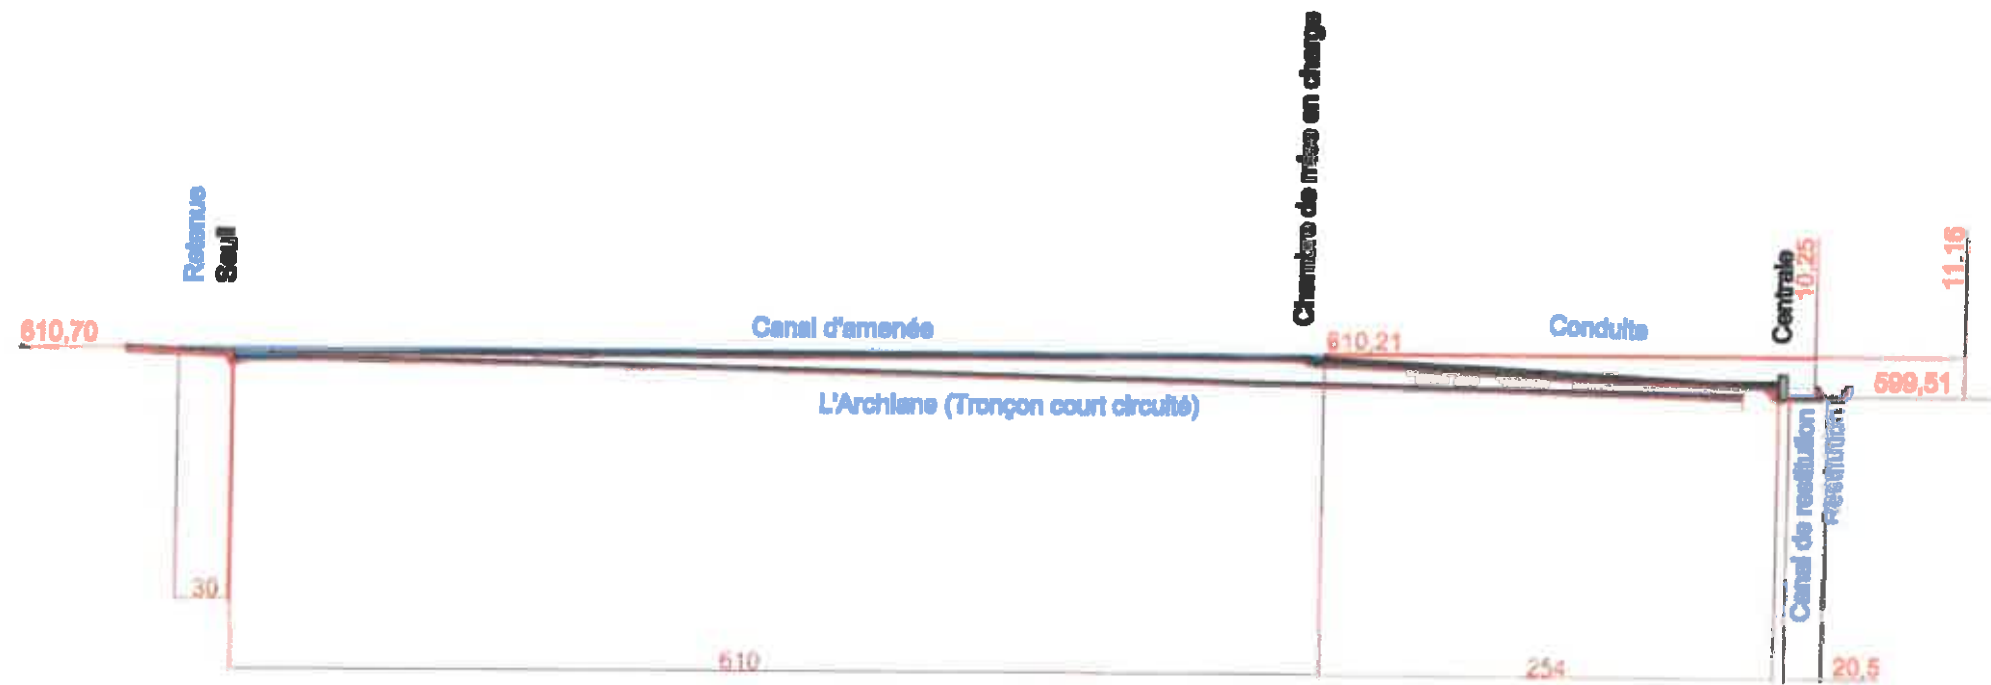 Retenue
Seuil
Chambre de mise en charge
Centrale
10,25
11,16
610,70
Canal d'amenée
610,21
Conduite
599,51
L'Archiane (Tronçon court circuité)
Canal de restitution
Restitution
30
610
254
20,5